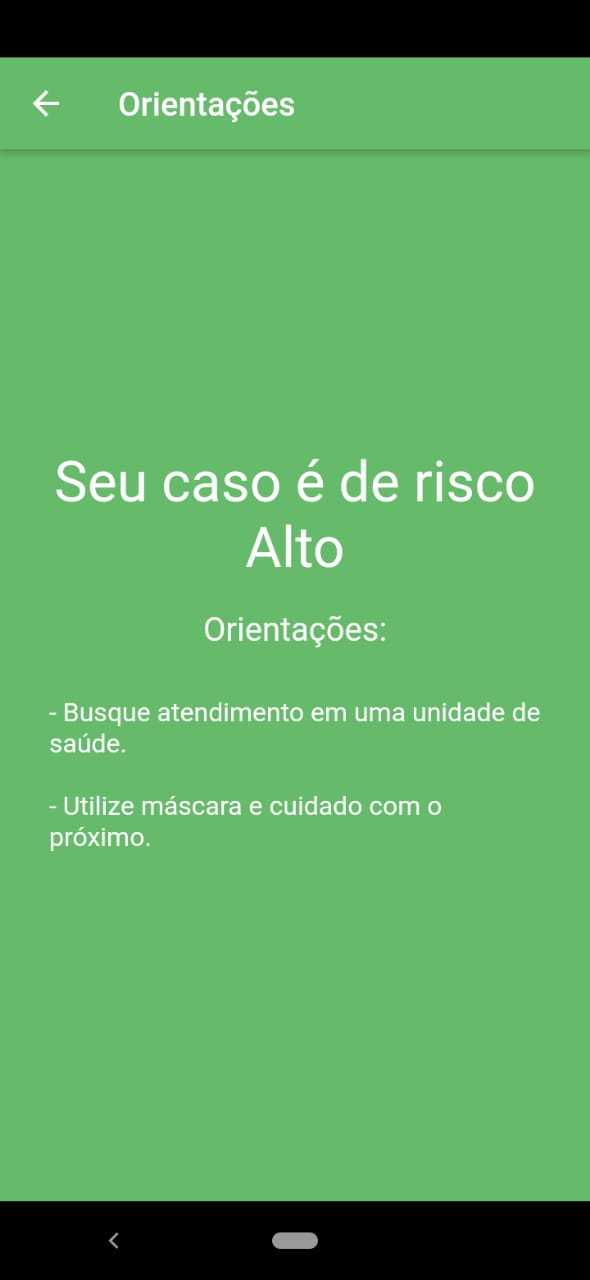 Orientações
Seu caso é de risco
Alto
Orientações:
- Busque atendimento em uma unidade de
saúde.
- Utilize máscara e cuidado com o
próximo.